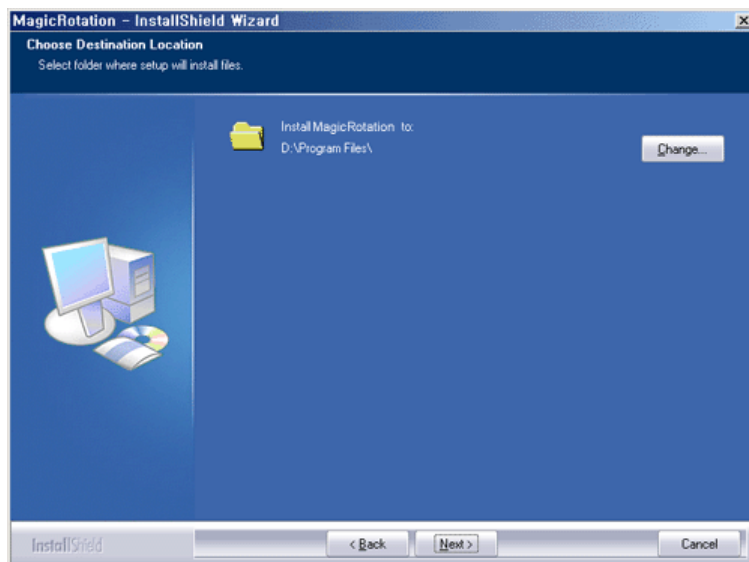 MagicRotation - InstallShield Wizard
Choose Destination Location
Select folder where setup will install files.
Install MagicRotation to:
D:\Program Files\
Change...
InstallShield
< Back
Next >
Cancel